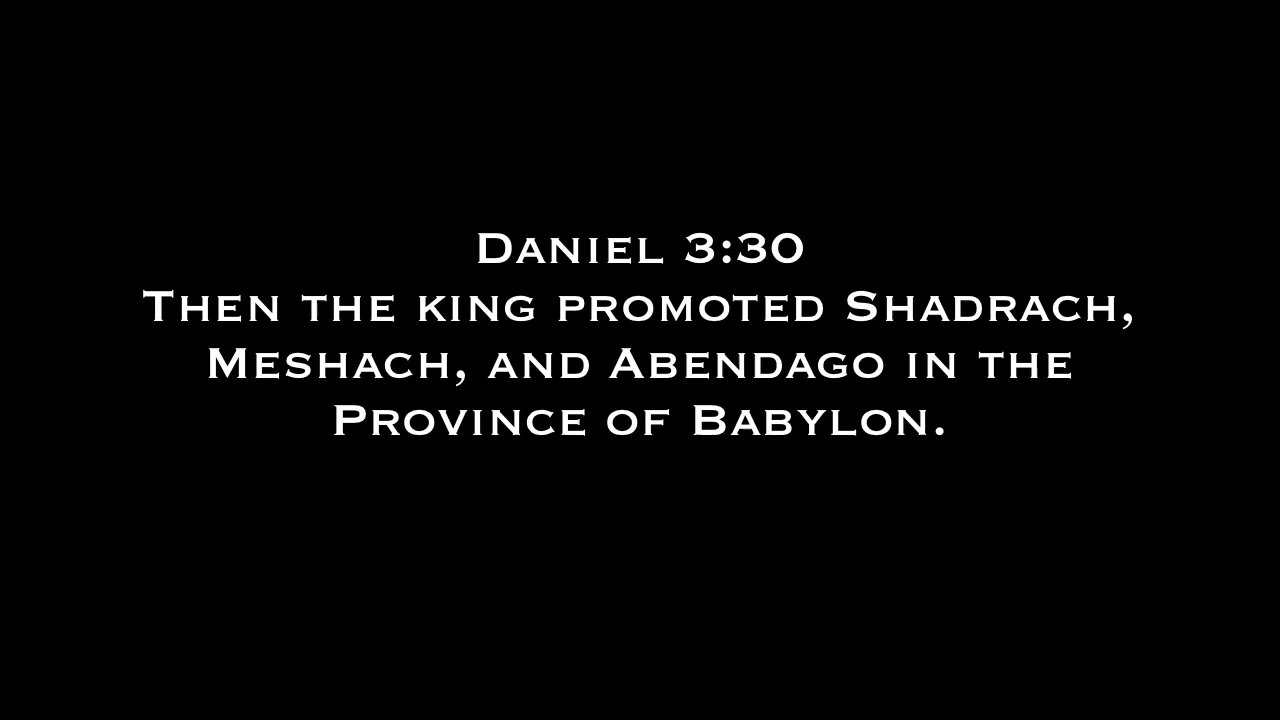 Daniel 3:30
Then the king promoted Shadrach,
Meshach, and Abendago in the
Province of Babylon.